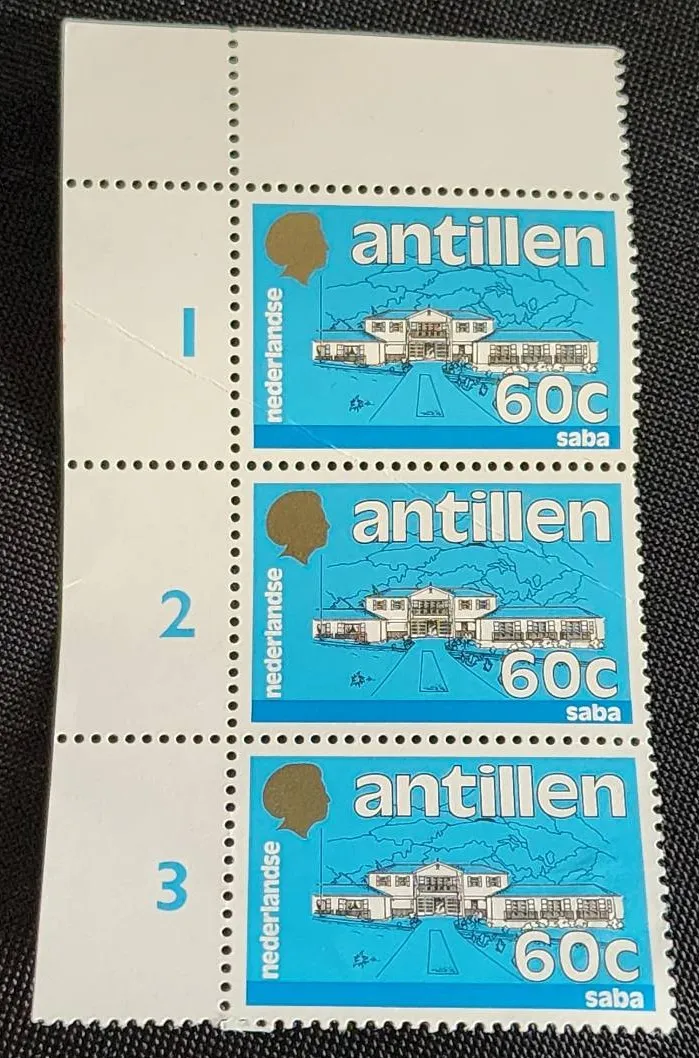 antillen
nederlandse
1
60c
saba
antillen
nederlandse
2
60c
saba
antillen
nederlandse
3
60c
saba